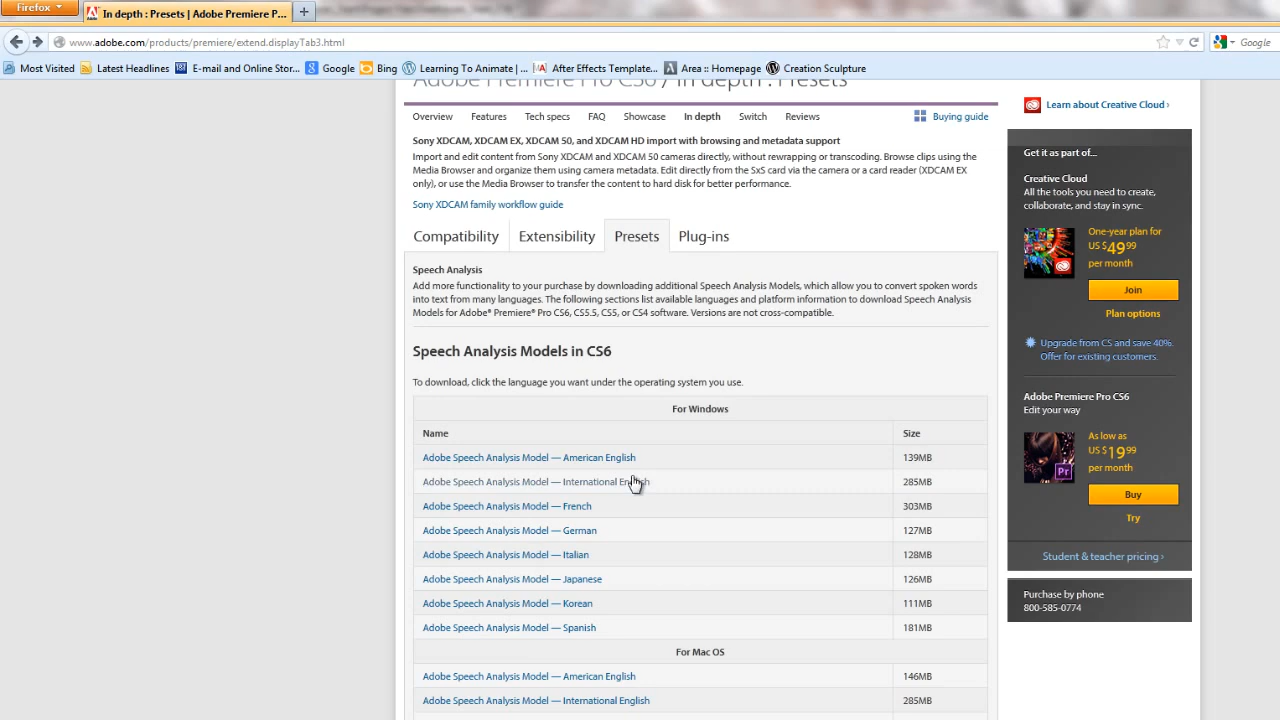 Firefox
In depth : Presets | Adobe Premiere P...
www.adobe.com/products/premiere/extend.displayTab3.html
Google
Most Visited
Latest Headlines
E-mail and Online Stor...
Google
Bing
Learning To Animate | ...
After Effects Template...
Area :: Homepage
Creation Sculpture
Adobe Premiere Pro CS6 / In depth : Presets
Overview
Features
Tech specs
FAQ
Showcase
In depth
Switch
Reviews
Buying guide
Sony XDCAM, XDCAM EX, XDCAM 50, and XDCAM HD import with browsing and metadata support
Import and edit content from Sony XDCAM and XDCAM 50 cameras directly, without rewrapping or transcoding. Browse clips using the
Media Browser and organize them using camera metadata. Edit directly from the SxS card via the camera or a card reader (XDCAM EX
only), or use the Media Browser to transfer the content to hard disk for better performance.
Sony XDCAM family workflow guide
Compatibility
Extensibility
Presets
Plug-ins
Speech Analysis
Add more functionality to your purchase by downloading additional Speech Analysis Models, which allow you to convert spoken words
into text from many languages. The following sections list available languages and platform information to download Speech Analysis
Models for Adobe® Premiere® Pro CS6, CS5.5, CS5, or CS4 software. Versions are not cross-compatible.
Speech Analysis Models in CS6
To download, click the language you want under the operating system you use.
For Windows
Name Size
Adobe Speech Analysis Model — American English 139MB
Adobe Speech Analysis Model — International English 285MB
Adobe Speech Analysis Model — French 303MB
Adobe Speech Analysis Model — German 127MB
Adobe Speech Analysis Model — Italian 128MB
Adobe Speech Analysis Model — Japanese 126MB
Adobe Speech Analysis Model — Korean 111MB
Adobe Speech Analysis Model — Spanish 181MB
For Mac OS
Adobe Speech Analysis Model — American English 146MB
Adobe Speech Analysis Model — International English 285MB
Learn about Creative Cloud ›
Get it as part of...
Creative Cloud
All the tools you need to create,
collaborate, and stay in sync.
One-year plan for
US $49.99
per month
Join
Plan options
Upgrade from CS and save 40%.
Offer for existing customers.
Adobe Premiere Pro CS6
Edit your way
As low as
US $19.99
per month
Pr
Buy
Try
Student & teacher pricing ›
Purchase by phone
800-585-0774